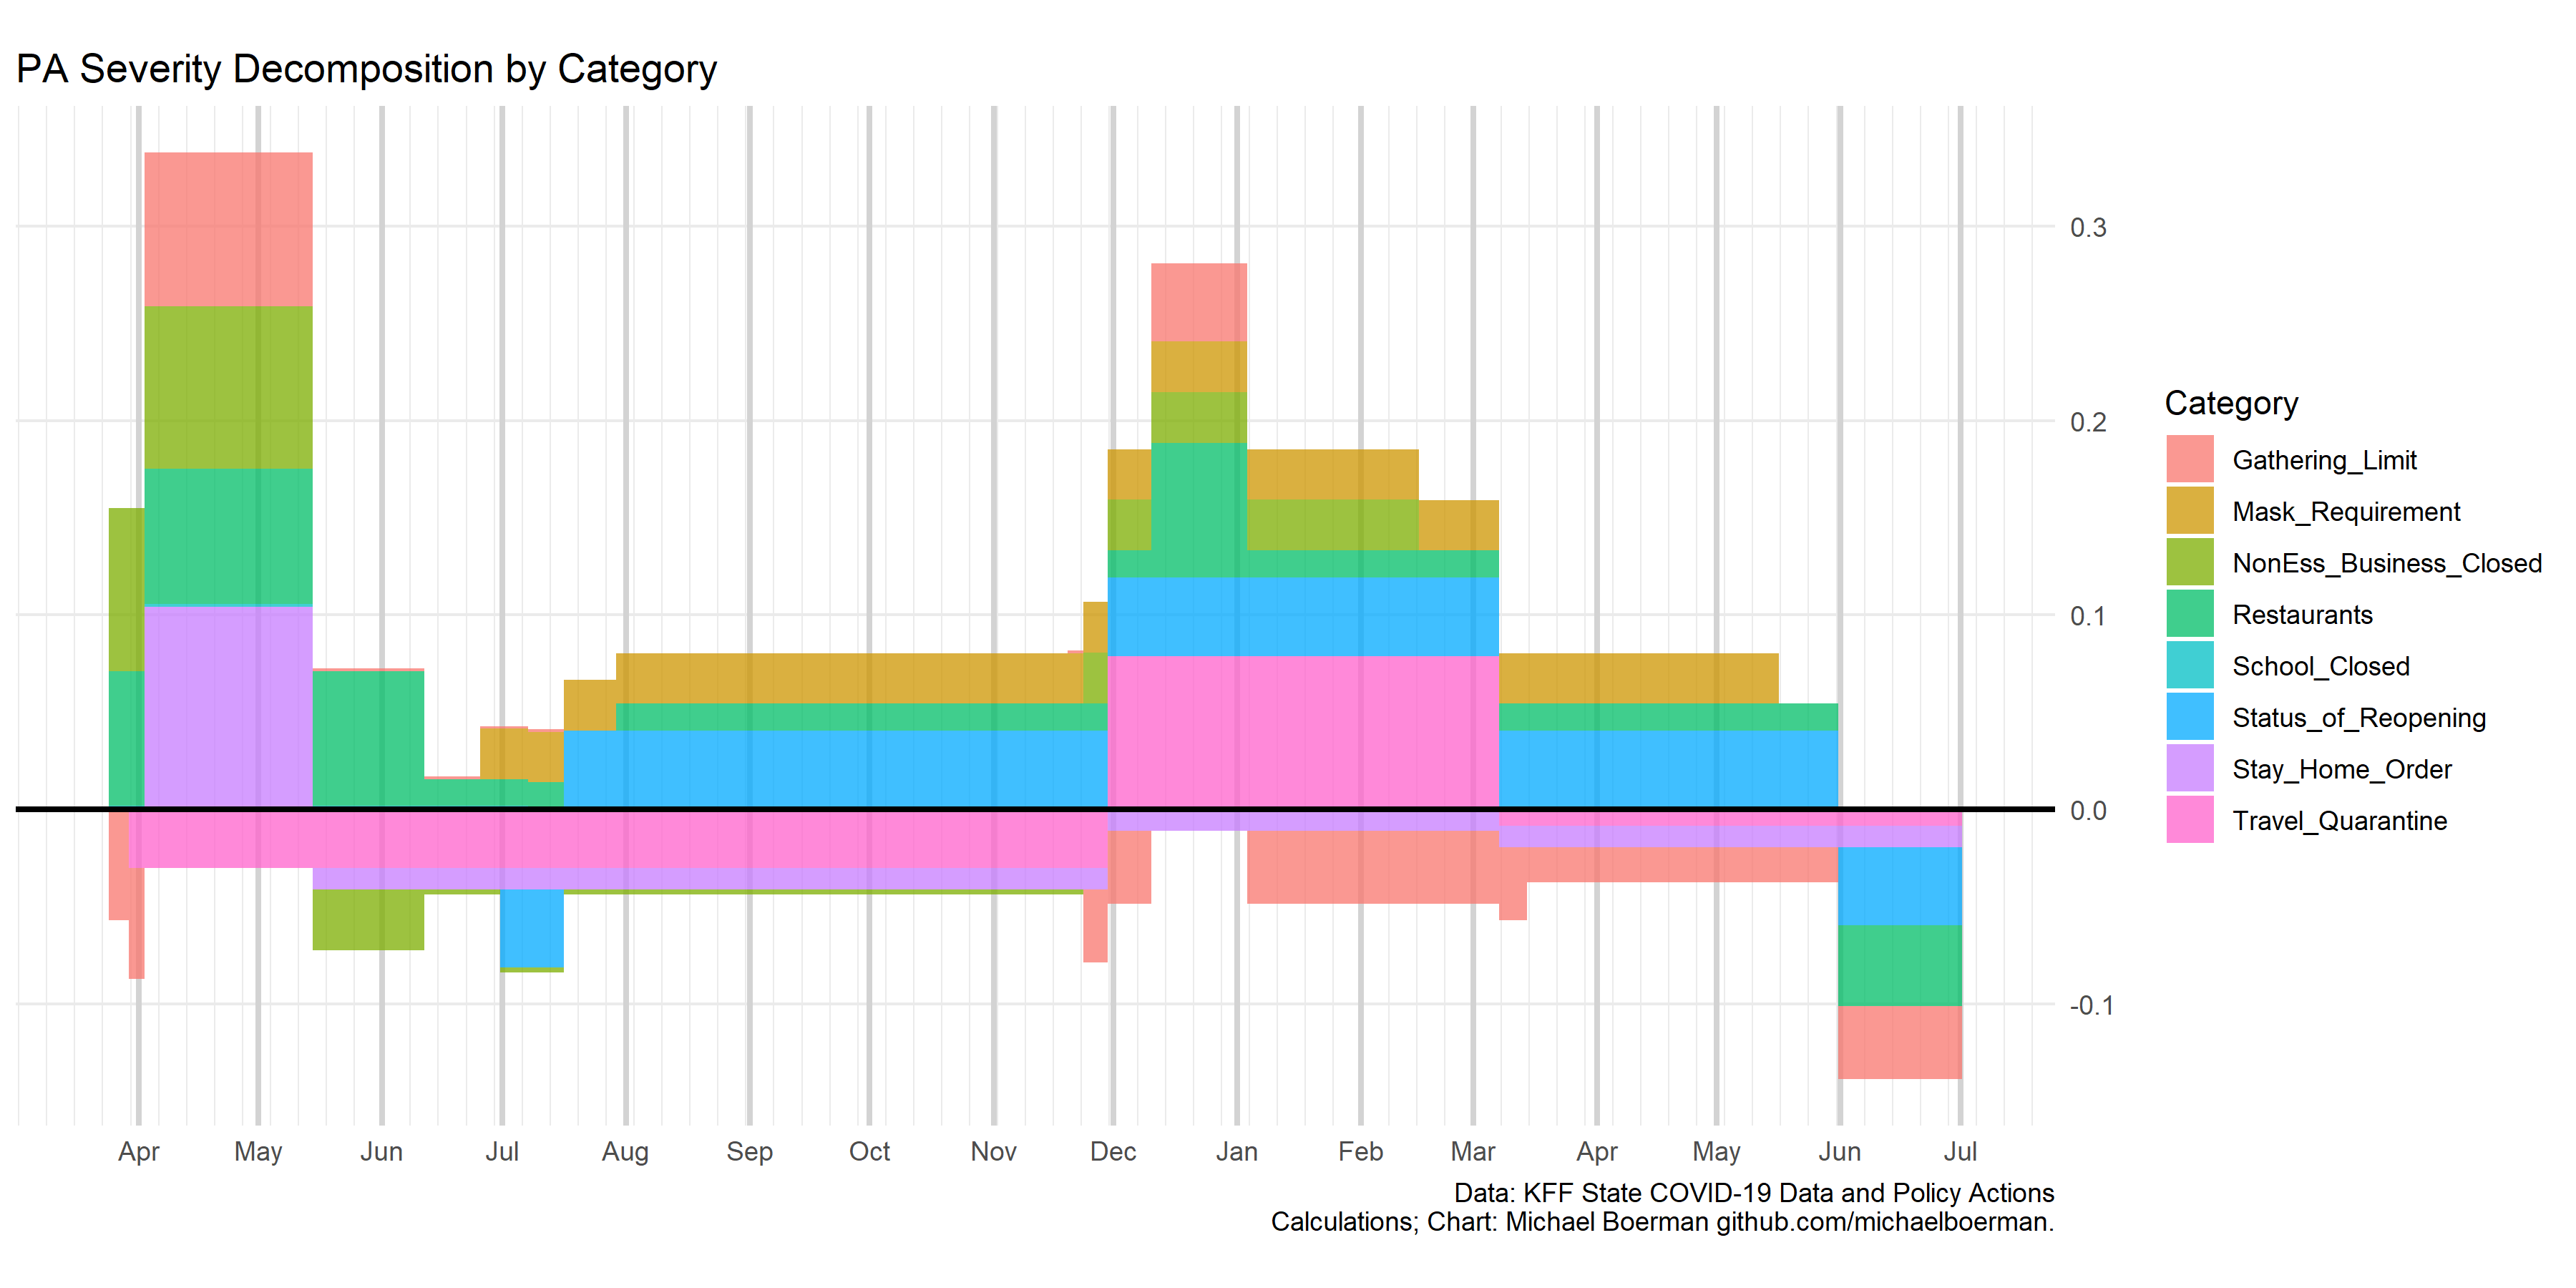 PA Severity Decomposition by Category
0.3
0.2
0.1
0.0
-0.1
Category
Gathering_Limit
Mask_Requirement
NonEss_Business_Closed
Restaurants
School_Closed
Status_of_Reopening
Stay_Home_Order
Travel_Quarantine
Apr May Jun Jul Aug Sep Oct Nov Dec Jan Feb Mar Apr May Jun Jul
Data: KFF State COVID-19 Data and Policy Actions
Calculations; Chart: Michael Boerman github.com/michaelboerman.